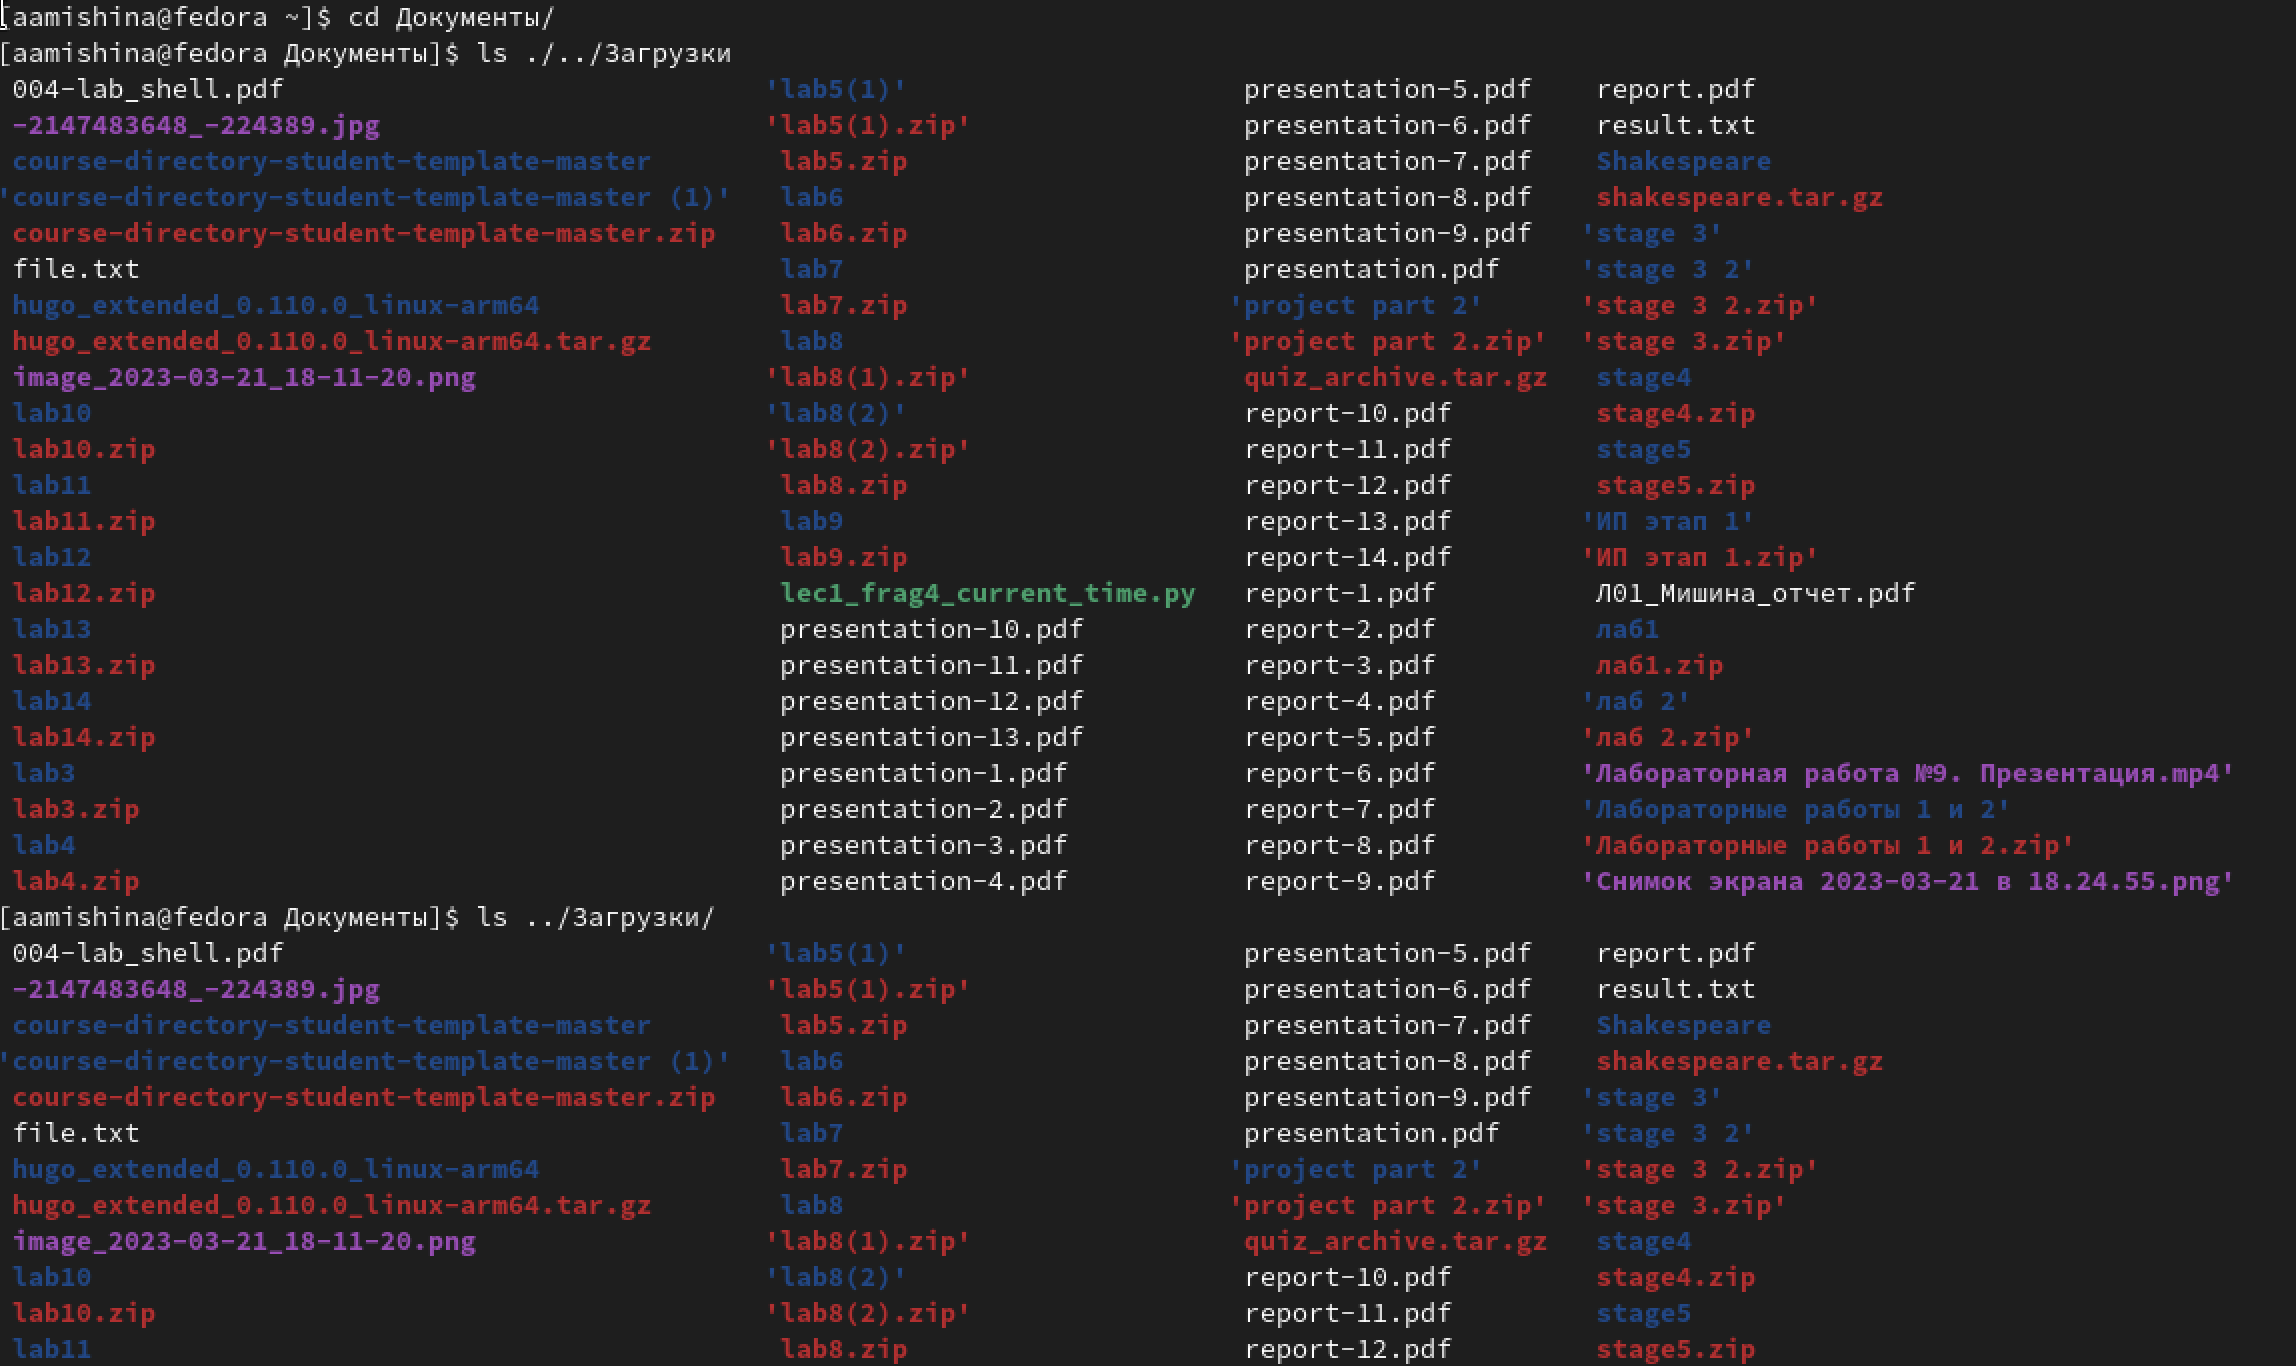 [aamishina@fedora ~]$ cd Документы/
[aamishina@fedora Документы]$ ls ./../Загрузки
004-lab_shell.pdf 'lab5(1)' presentation-5.pdf report.pdf
-2147483648_-224389.jpg 'lab5(1).zip' presentation-6.pdf result.txt
course-directory-student-template-master lab5.zip presentation-7.pdf Shakespeare
'course-directory-student-template-master (1)' lab6 presentation-8.pdf shakespeare.tar.gz
course-directory-student-template-master.zip lab6.zip presentation-9.pdf 'stage 3'
file.txt lab7 presentation.pdf 'stage 3 2'
hugo_extended_0.110.0_linux-arm64 lab7.zip 'project part 2' 'stage 3 2.zip'
hugo_extended_0.110.0_linux-arm64.tar.gz lab8 'project part 2.zip' 'stage 3.zip'
image_2023-03-21_18-11-20.png 'lab8(1).zip' quiz_archive.tar.gz stage4
lab10 'lab8(2)' report-10.pdf stage4.zip
lab10.zip 'lab8(2).zip' report-11.pdf stage5
lab11 lab8.zip report-12.pdf stage5.zip
lab11.zip lab9 report-13.pdf 'ИП этап 1'
lab12 lab9.zip report-14.pdf 'ИП этап 1.zip'
lab12.zip lec1_frag4_current_time.py report-1.pdf Л01_Мишина_отчет.pdf
lab13 presentation-10.pdf report-2.pdf лаб1
lab13.zip presentation-11.pdf report-3.pdf лаб1.zip
lab14 presentation-12.pdf report-4.pdf 'лаб 2'
lab14.zip presentation-13.pdf report-5.pdf 'лаб 2.zip'
lab3 presentation-1.pdf report-6.pdf 'Лабораторная работа №9. Презентация.mp4'
lab3.zip presentation-2.pdf report-7.pdf 'Лабораторные работы 1 и 2'
lab4 presentation-3.pdf report-8.pdf 'Лабораторные работы 1 и 2.zip'
lab4.zip presentation-4.pdf report-9.pdf 'Снимок экрана 2023-03-21 в 18.24.55.png'
[aamishina@fedora Документы]$ ls ../Загрузки/
004-lab_shell.pdf 'lab5(1)' presentation-5.pdf report.pdf
-2147483648_-224389.jpg 'lab5(1).zip' presentation-6.pdf result.txt
course-directory-student-template-master lab5.zip presentation-7.pdf Shakespeare
'course-directory-student-template-master (1)' lab6 presentation-8.pdf shakespeare.tar.gz
course-directory-student-template-master.zip lab6.zip presentation-9.pdf 'stage 3'
file.txt lab7 presentation.pdf 'stage 3 2'
hugo_extended_0.110.0_linux-arm64 lab7.zip 'project part 2' 'stage 3 2.zip'
hugo_extended_0.110.0_linux-arm64.tar.gz lab8 'project part 2.zip' 'stage 3.zip'
image_2023-03-21_18-11-20.png 'lab8(1).zip' quiz_archive.tar.gz stage4
lab10 'lab8(2)' report-10.pdf stage4.zip
lab10.zip 'lab8(2).zip' report-11.pdf stage5
lab11 lab8.zip report-12.pdf stage5.zip